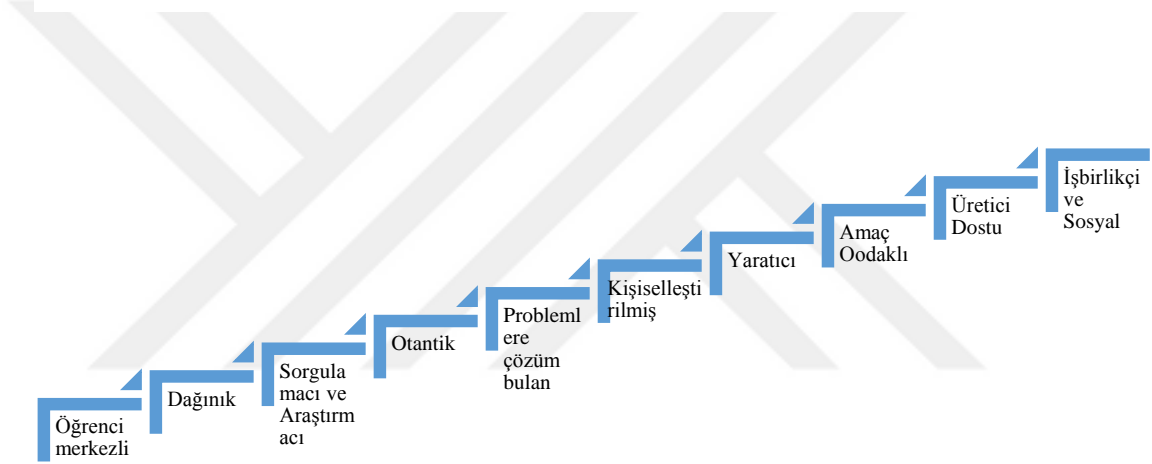 Öğrenci
merkezli
Dağınık
Sorgula
macı ve
Araştırm
acı
Otantik
Probleml
ere
çözüm
bulan
Kişiselleşti
rilmiş
Yaratıcı
Amaç
Oodaklı
Üretici
Dostu
İşbirlikçi
ve
Sosyal